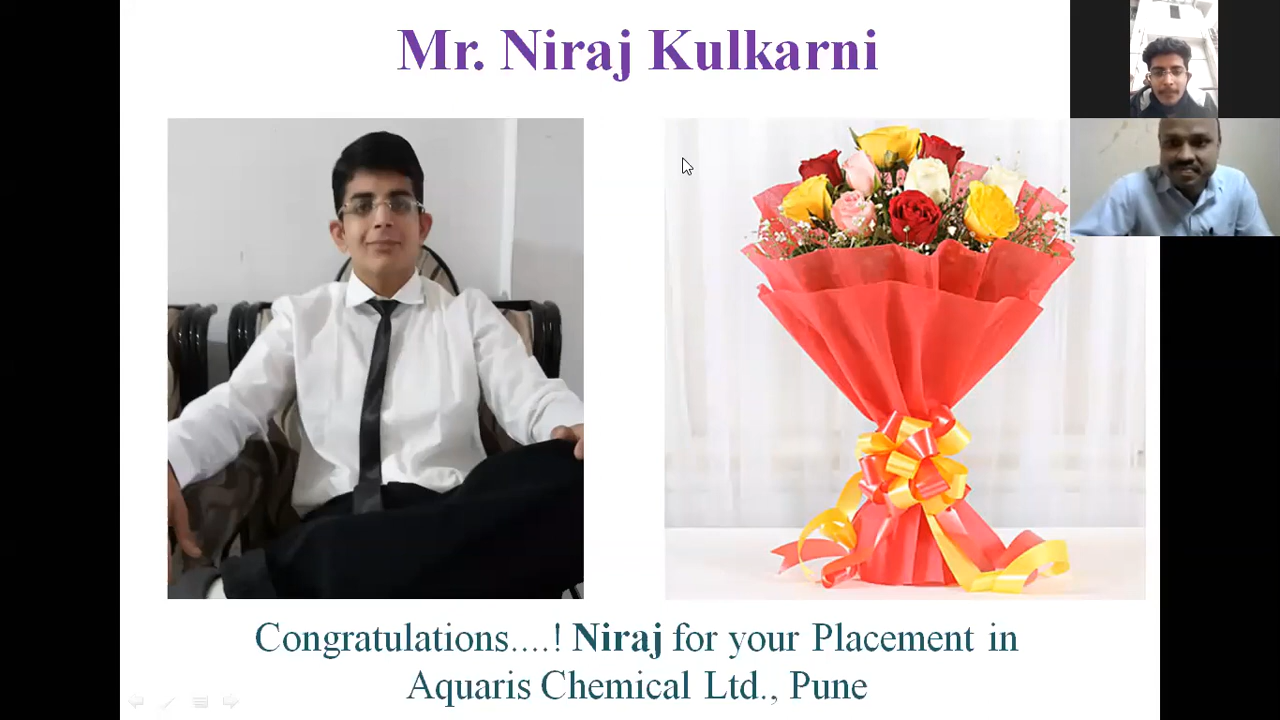 Mr. Niraj Kulkarni
Congratulations....! Niraj for your Placement in
Aquaris Chemical Ltd., Pune